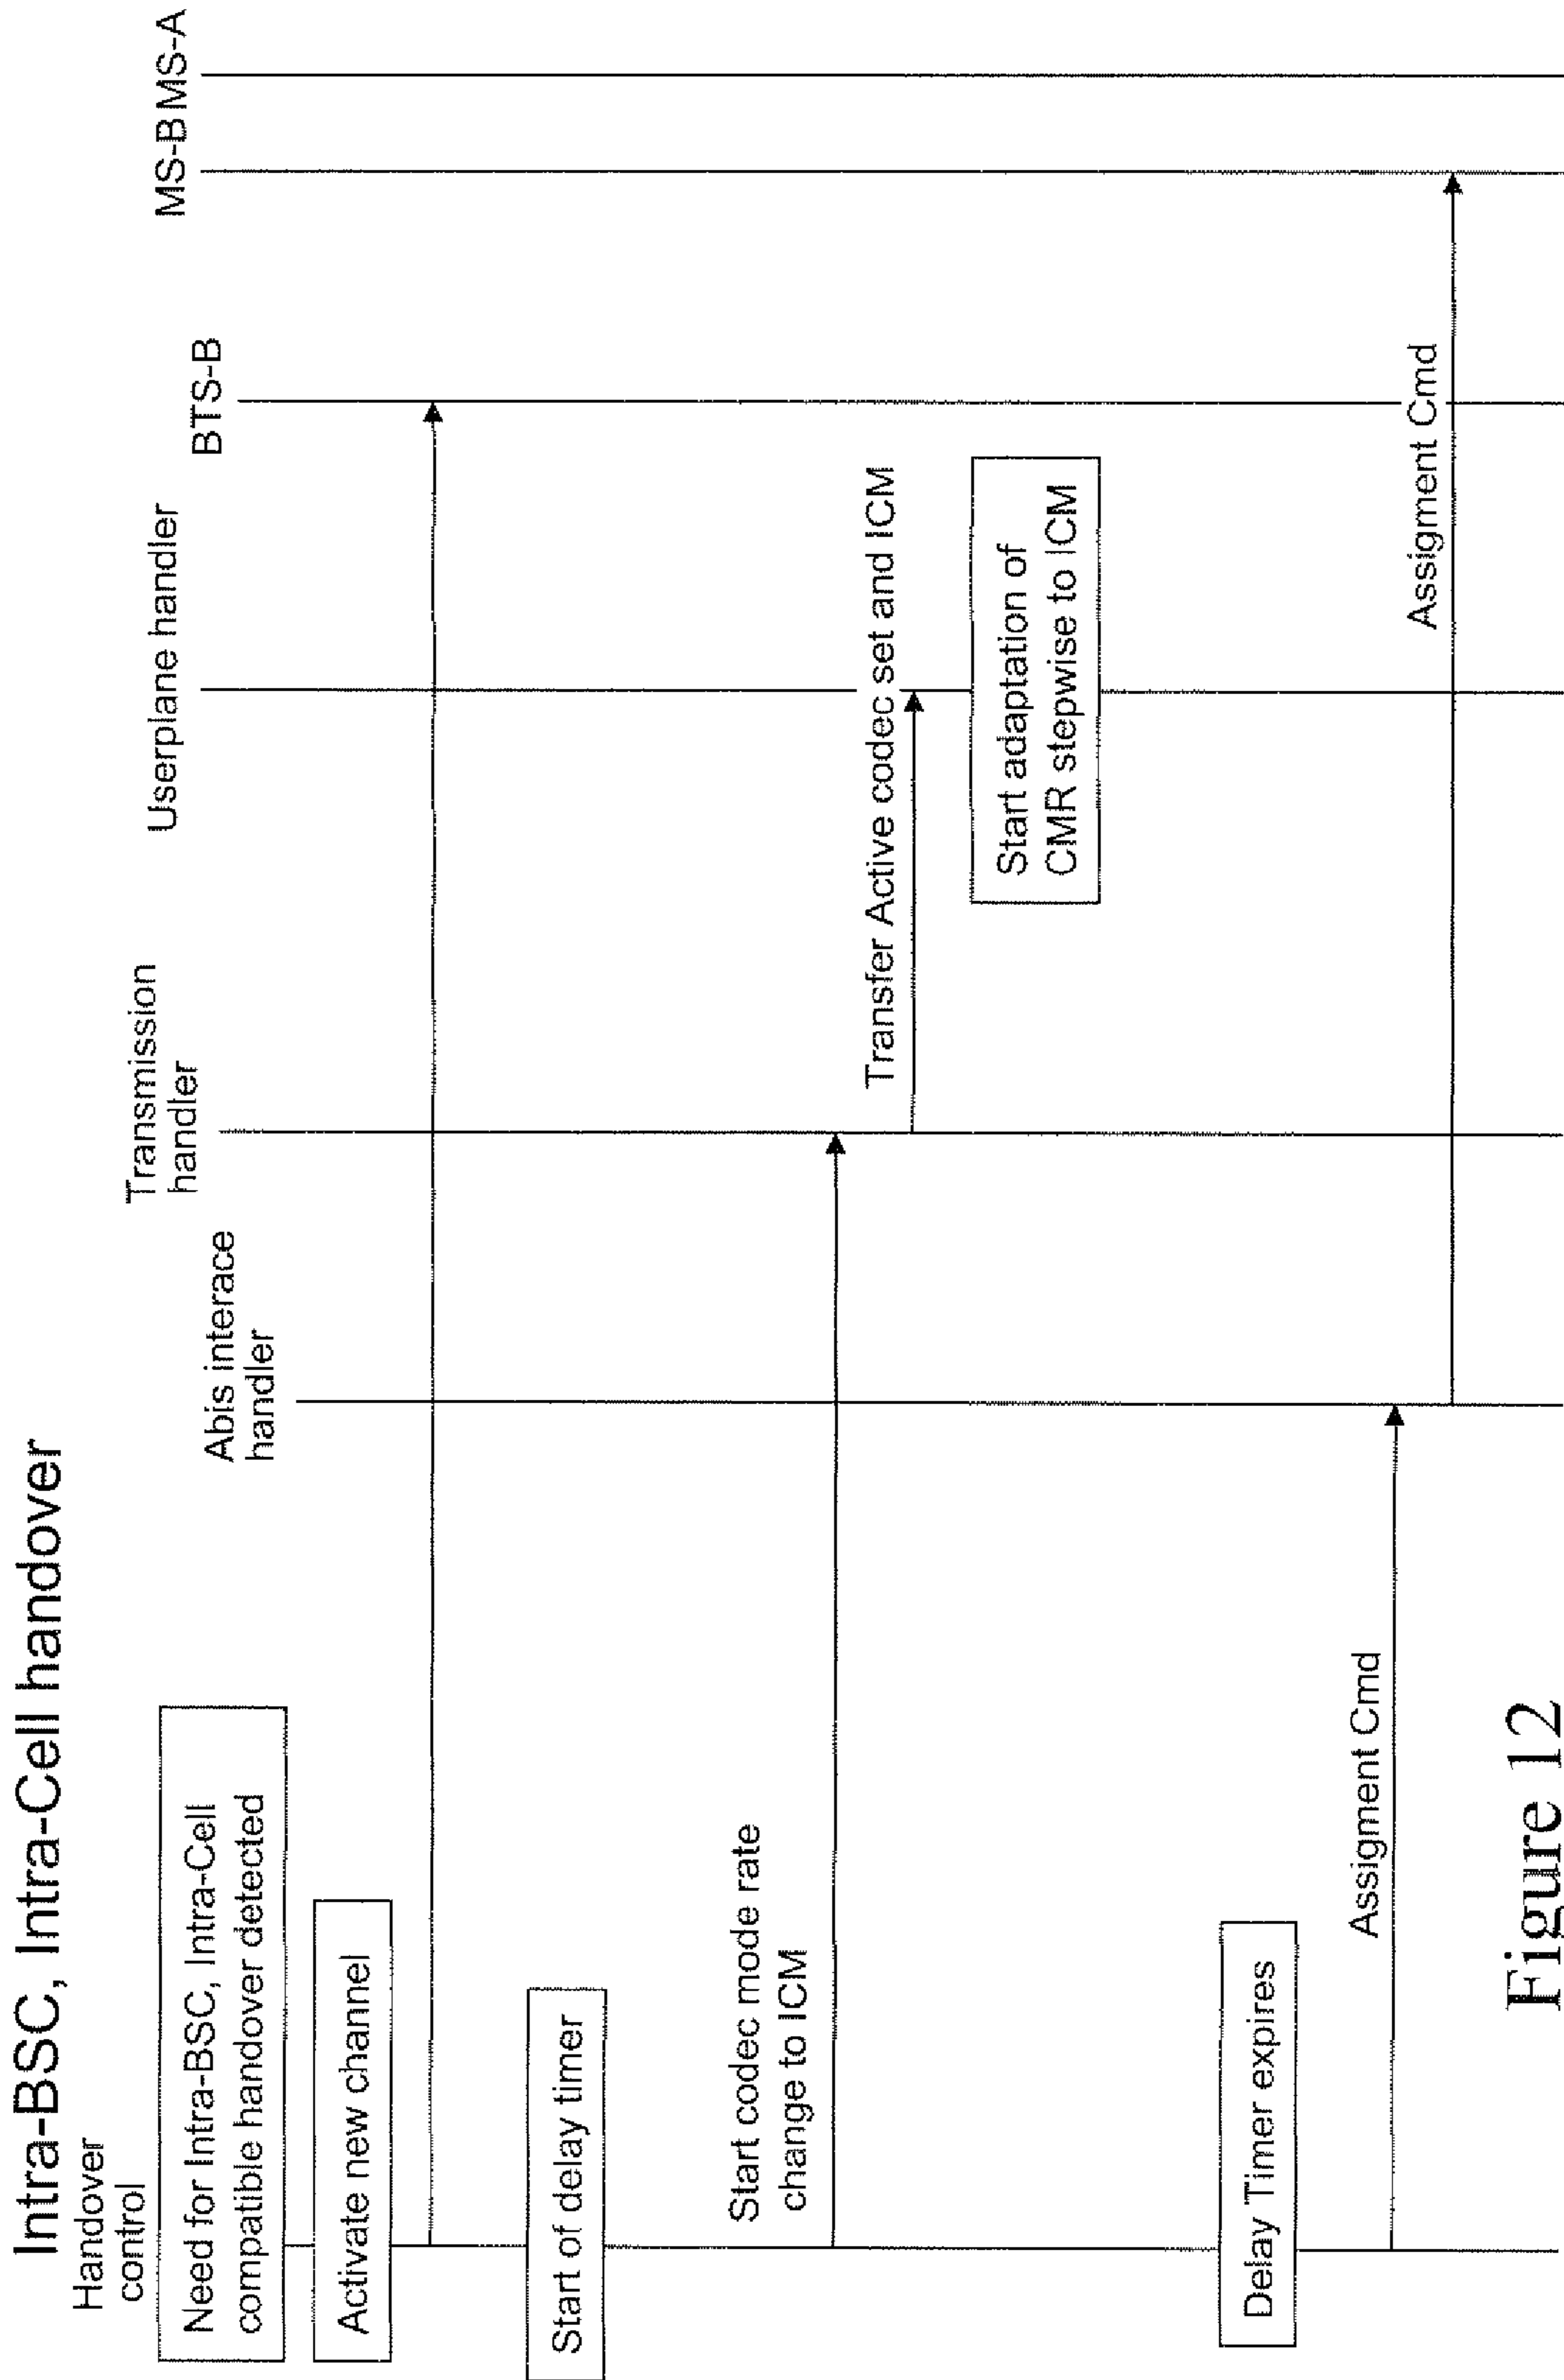 Intra-BSC, Intra-Cell handover
Handover
control
Abis interace
handler
Transmission
handler
Userplane handler
BTS-B
MS-B
MS-A
Need for Intra-BSC, Intra-Cell
compatible handover detected
Activate new channel
Start of delay timer
Start codec mode rate
change to ICM
Transfer Active codec set and ICM
Start adaptation of
CMR stepwise to ICM
Delay Timer expires
Assigment Cmd
Assigment Cmd
Figure 12